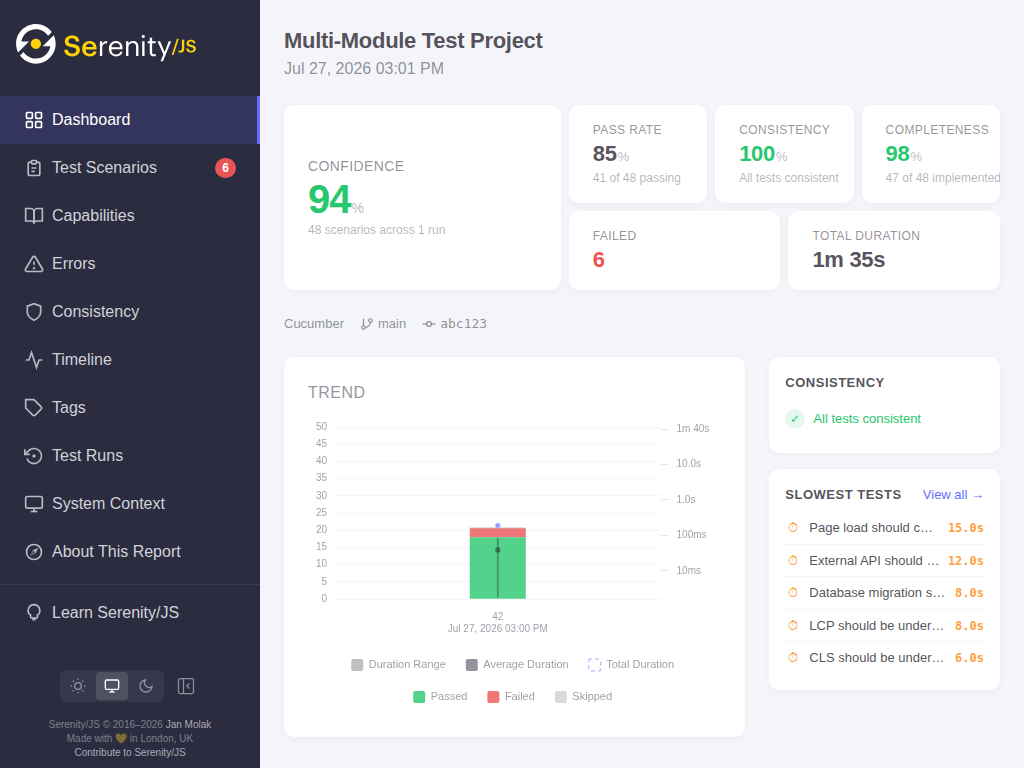 Serenity/JS
Dashboard
Test Scenarios 6
Capabilities
Errors
Consistency
Timeline
Tags
Test Runs
System Context
About This Report
Learn Serenity/JS
Serenity/JS © 2016–2026 Jan Molak
Made with 💛 in London, UK
Contribute to Serenity/JS
Multi-Module Test Project
Jul 27, 2026 03:01 PM
CONFIDENCE
94%
48 scenarios across 1 run
PASS RATE
85%
41 of 48 passing
CONSISTENCY
100%
All tests consistent
COMPLETENESS
98%
47 of 48 implemented
FAILED
6
TOTAL DURATION
1m 35s
Cucumber main abc123
TREND
50
45
40
35
30
25
20
15
10
5
0
1m 40s
10.0s
1.0s
100ms
10ms
42
Jul 27, 2026 03:00 PM
Duration Range Average Duration Total Duration
Passed Failed Skipped
CONSISTENCY
✓ All tests consistent
SLOWEST TESTS View all →
Page load should c… 15.0s
External API should … 12.0s
Database migration s… 8.0s
LCP should be under… 8.0s
CLS should be under… 6.0s